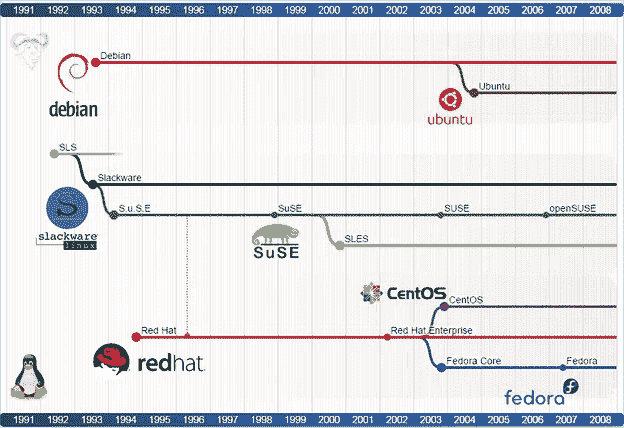 1991 1992 1993 1994 1995 1996 1997 1998 1999 2000 2001 2002 2003 2004 2005 2006 2007 2008
Debian
debian
Ubuntu
ubuntu
SLS
Slackware
S
slackware
linux
S.u.S.E
SuSE
SUSE
openSUSE
SuSE
SLES
CentOS
CentOS
Red Hat
Red Hat Enterprise
redhat.
Fedora Core
Fedora
fedora
1991 1992 1993 1994 1995 1996 1997 1998 1999 2000 2001 2002 2003 2004 2005 2006 2007 2008